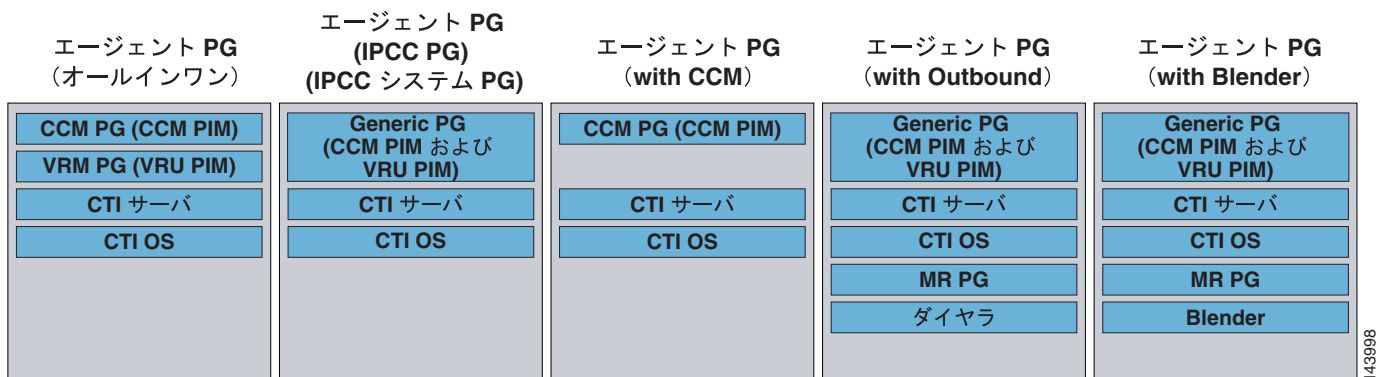 エージェント PG
（オールインワン）
CCM PG (CCM PIM)
VRM PG (VRU PIM)
CTI サーバ
CTI OS
エージェント PG
(IPCC PG)
(IPCC システム PG)
Generic PG
(CCM PIM および
VRU PIM)
CTI サーバ
CTI OS
エージェント PG
（with CCM）
CCM PG (CCM PIM)
CTI サーバ
CTI OS
エージェント PG
（with Outbound）
Generic PG
(CCM PIM および
VRU PIM)
CTI サーバ
CTI OS
MR PG
ダイヤラ
エージェント PG
（with Blender）
Generic PG
(CCM PIM および
VRU PIM)
CTI サーバ
CTI OS
MR PG
Blender
143998